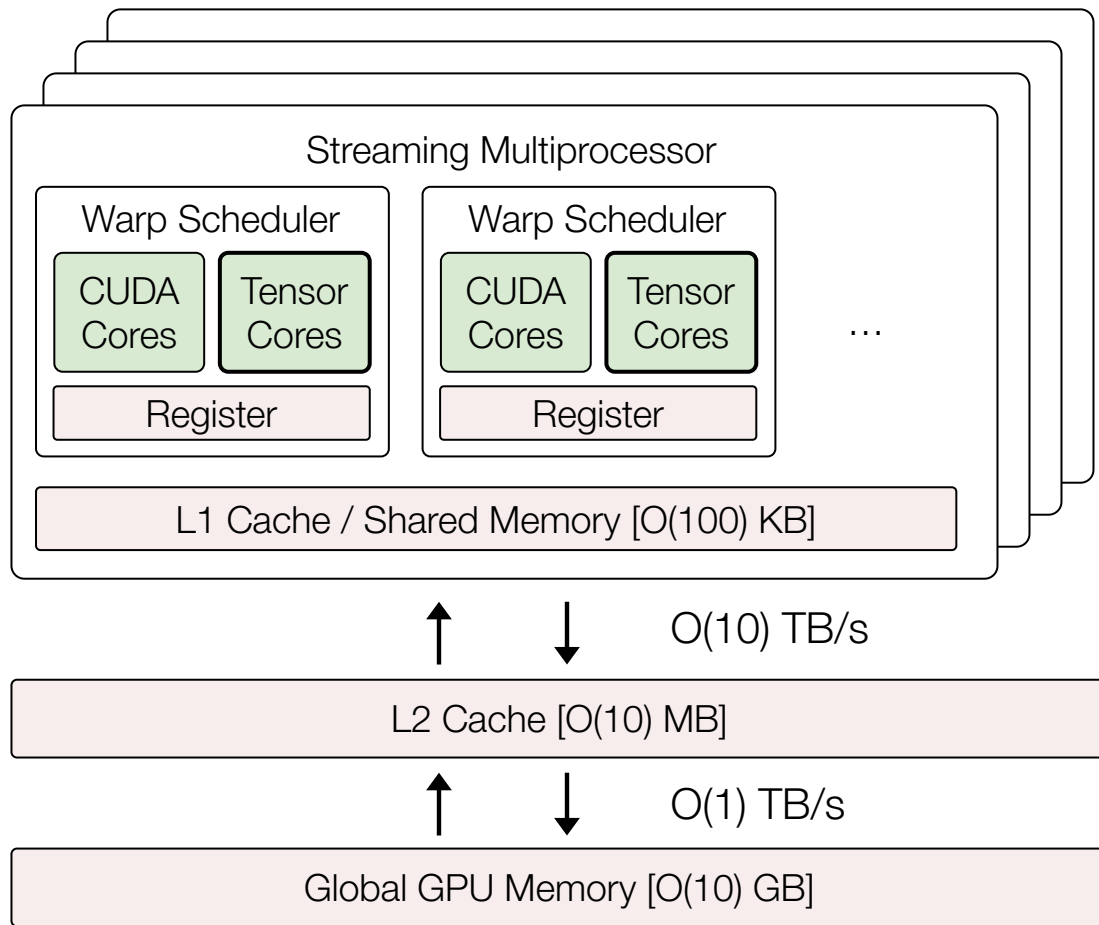 Streaming Multiprocessor
Warp Scheduler
CUDA
Cores
Tensor
Cores
Register
Warp Scheduler
CUDA
Cores
Tensor
Cores
Register
...
L1 Cache / Shared Memory [O(100) KB]
O(10) TB/s
L2 Cache [O(10) MB]
O(1) TB/s
Global GPU Memory [O(10) GB]